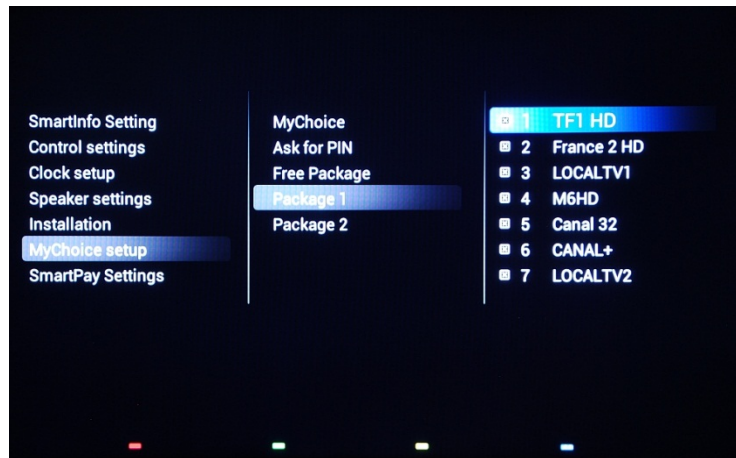 SmartInfo Setting
Control settings
Clock setup
Speaker settings
Installation
MyChoice setup
SmartPay Settings
MyChoice
Ask for PIN
Free Package
Package 1
Package 2
1 TF1 HD
2 France 2 HD
3 LOCALTV1
4 M6HD
5 Canal 32
6 CANAL+
7 LOCALTV2